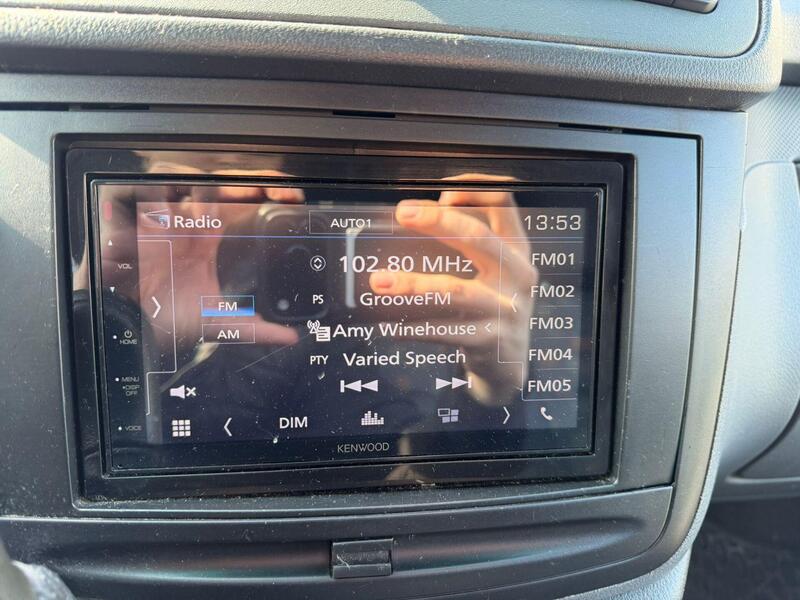 Radio
AUTO1
13:53
VOL
HOME
MENU
•DISP
OFF
VOICE
102.80 MHz
FM
AM
PS GrooveFM
Amy Winehouse
PTY Varied Speech
FM01
FM02
FM03
FM04
FM05
DIM
KENWOOD